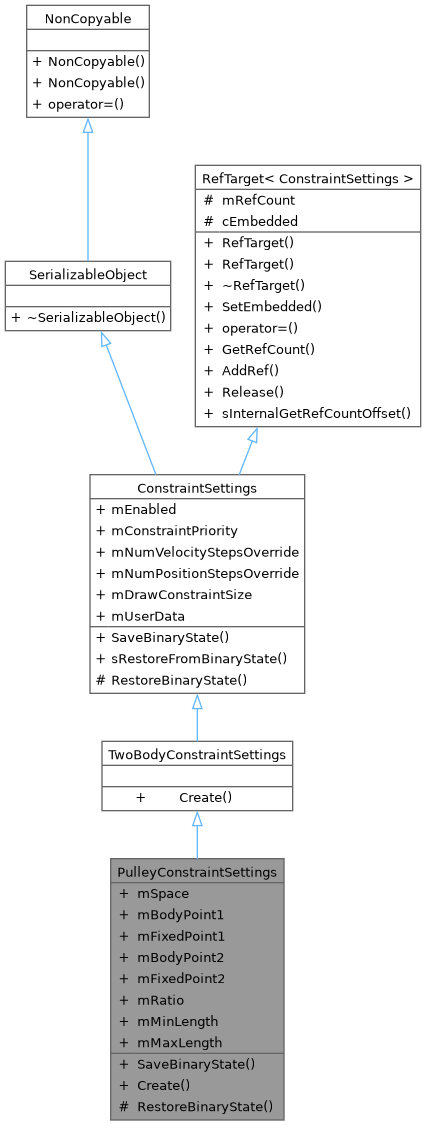 NonCopyable
+ NonCopyable()
+ NonCopyable()
+ operator=()
RefTarget< ConstraintSettings >
# mRefCount
# cEmbedded
+ RefTarget()
+ RefTarget()
+ ~RefTarget()
+ SetEmbedded()
+ operator=()
+ GetRefCount()
+ AddRef()
+ Release()
+ sInternalGetRefCountOffset()
SerializableObject
+ ~SerializableObject()
ConstraintSettings
+ mEnabled
+ mConstraintPriority
+ mNumVelocityStepsOverride
+ mNumPositionStepsOverride
+ mDrawConstraintSize
+ mUserData
+ SaveBinaryState()
+ sRestoreFromBinaryState()
# RestoreBinaryState()
TwoBodyConstraintSettings
+ Create()
PulleyConstraintSettings
+ mSpace
+ mBodyPoint1
+ mFixedPoint1
+ mBodyPoint2
+ mFixedPoint2
+ mRatio
+ mMinLength
+ mMaxLength
+ SaveBinaryState()
+ Create()
# RestoreBinaryState()